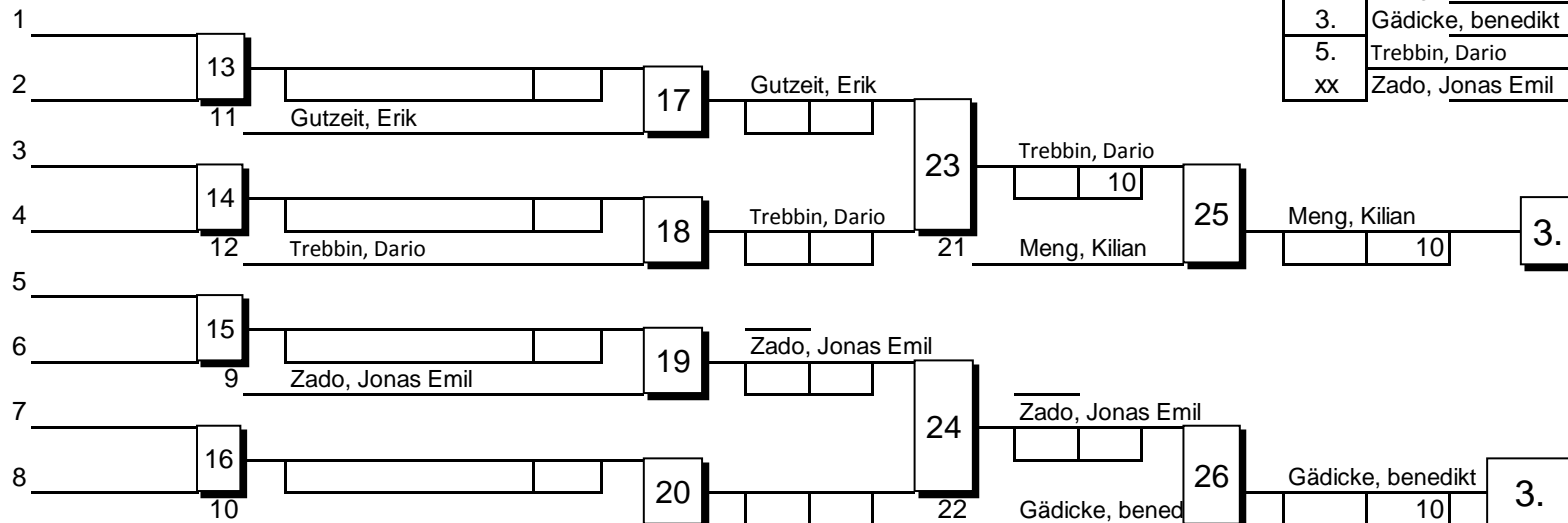 1
3. Gädicke, benedikt
5. Trebbin, Dario
13
2
Gutzeit, Erik
xx Zado, Jonas Emil
17
11 Gutzeit, Erik
3
Trebbin, Dario
23
10
14
4
Trebbin, Dario
Meng, Kilian
25
18
3.
12 Trebbin, Dario
21 Meng, Kilian
10
5
15
6
Zado, Jonas Emil
19
9 Zado, Jonas Emil
7
Zado, Jonas Emil
24
16
8
Gädicke, benedikt
26
20
3.
10
22 Gädicke, bened
10